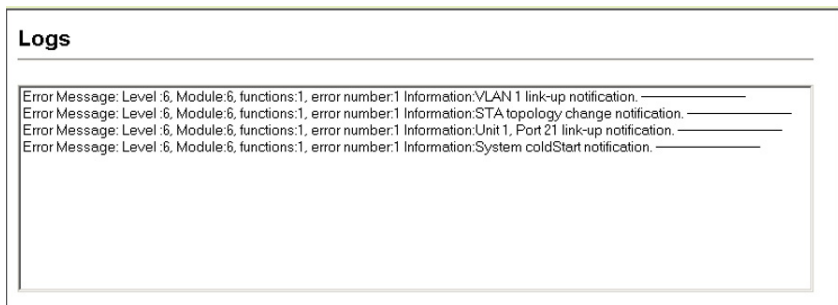 Logs
Error Message: Level :6, Module:6, functions:1, error number:1 Information:VLAN 1 link-up notification.
Error Message: Level :6, Module:6, functions:1, error number:1 Information:STA topology change notification.
Error Message: Level :6, Module:6, functions:1, error number:1 Information:Unit 1, Port 21 link-up notification.
Error Message: Level :6, Module:6, functions:1, error number:1 Information:System coldStart notification.